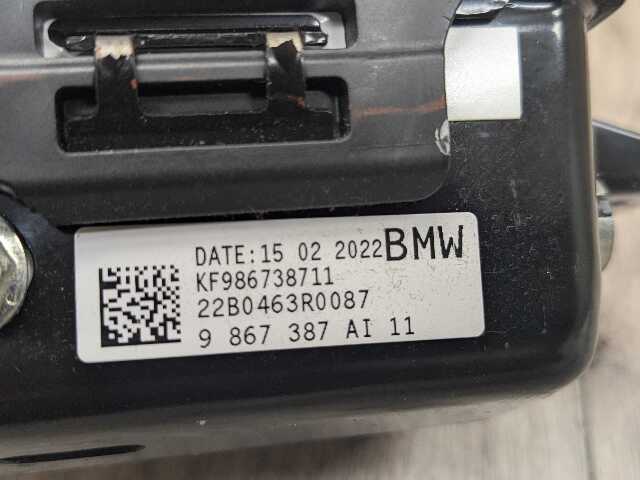 DATE:15 02 2022 BMW
KF986738711
22B0463R0087
9 867 387 AI 11